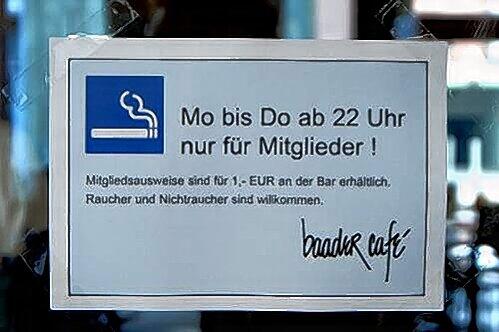 Mo bis Do ab 22 Uhr
nur für Mitglieder !
Mitgliedsausweise sind für 1,- EUR an der Bar erhältlich.
Raucher und Nichtraucher sind willkommen.
baader café